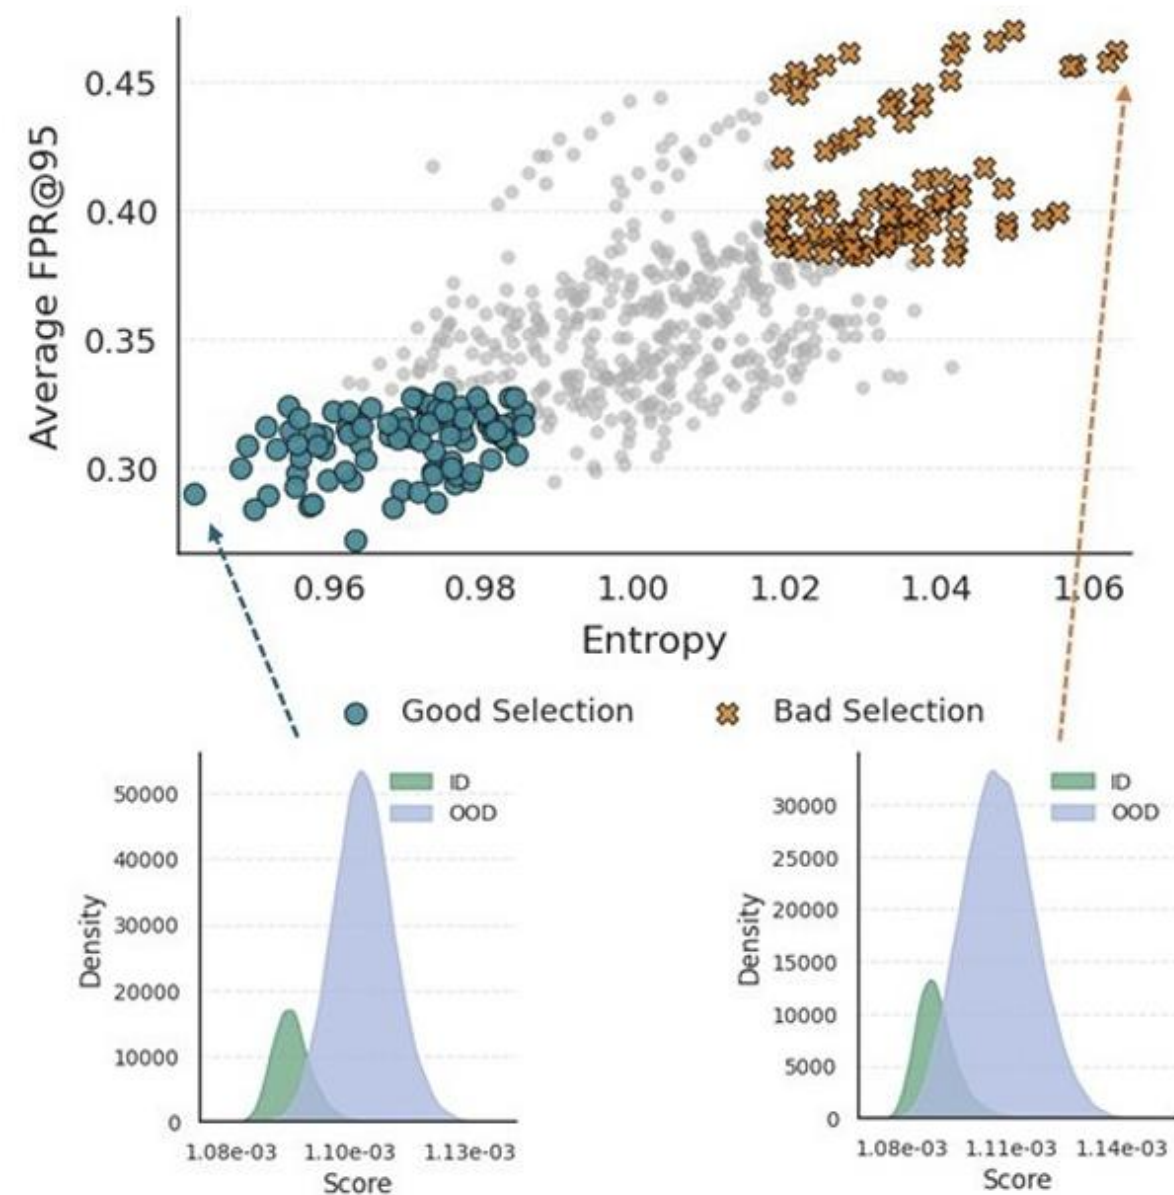 Average FPR@95
0.45
0.40
0.35
0.30
0.96 0.98 1.00 1.02 1.04 1.06
Entropy
Good Selection Bad Selection
Density
50000
40000
30000
20000
10000
0
ID
OOD
1.08e-03 1.10e-03 1.13e-03
Score
Density
30000
25000
20000
15000
10000
5000
0
ID
OOD
1.08e-03 1.11e-03 1.14e-03
Score